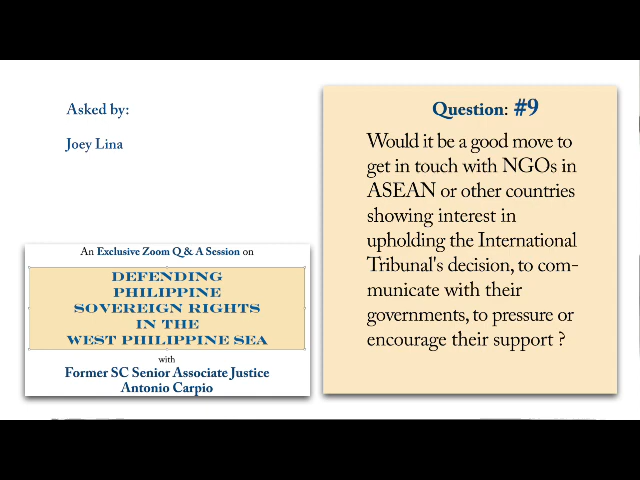 Asked by:
Joey Lina
An Exclusive Zoom Q & A Session on
DEFENDING
PHILIPPINE
SOVEREIGN RIGHTS
IN THE
WEST PHILIPPINE SEA
with
Former SC Senior Associate Justice
Antonio Carpio
Question: #9
Would it be a good move to
get in touch with NGOs in
ASEAN or other countries
showing interest in
upholding the International
Tribunal's decision, to com-
municate with their
governments, to pressure or
encourage their support ?